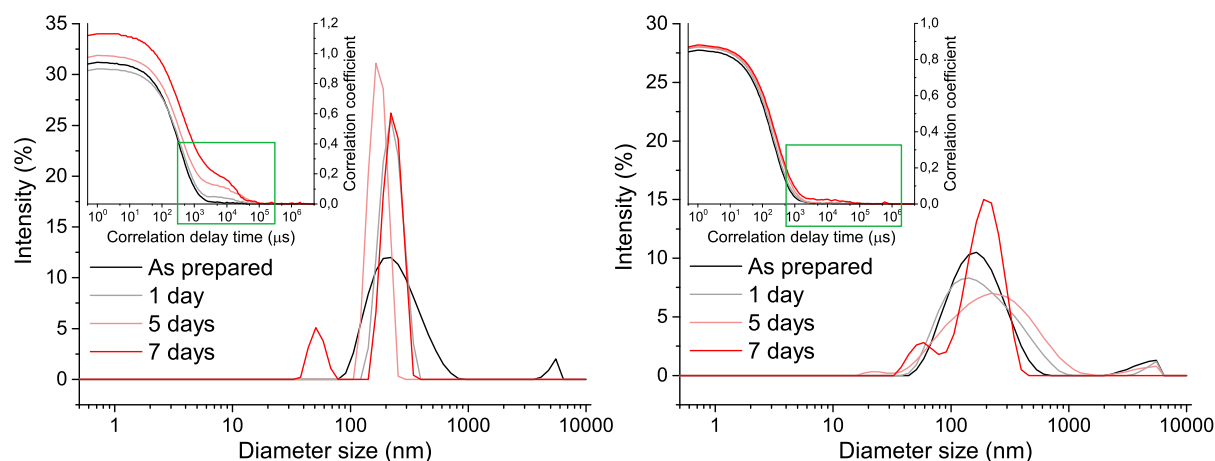 35
30
25
20
15
10
5
0
Intensity (%)
1
10
100
1000
10000
Diameter size (nm)
1,2
1,0
0,8
0,6
0,4
0,2
0,0
Correlation coefficient
10⁰ 10¹ 10² 10³ 10⁴ 10⁵ 10⁶
Correlation delay time (μs)
As prepared
1 day
5 days
7 days
30
25
20
15
10
5
0
Intensity (%)
1
10
100
1000
10000
Diameter size (nm)
1,0
0,8
0,6
0,4
0,2
0,0
Correlation coefficient
10⁰ 10¹ 10² 10³ 10⁴ 10⁵ 10⁶
Correlation delay time (μs)
As prepared
1 day
5 days
7 days